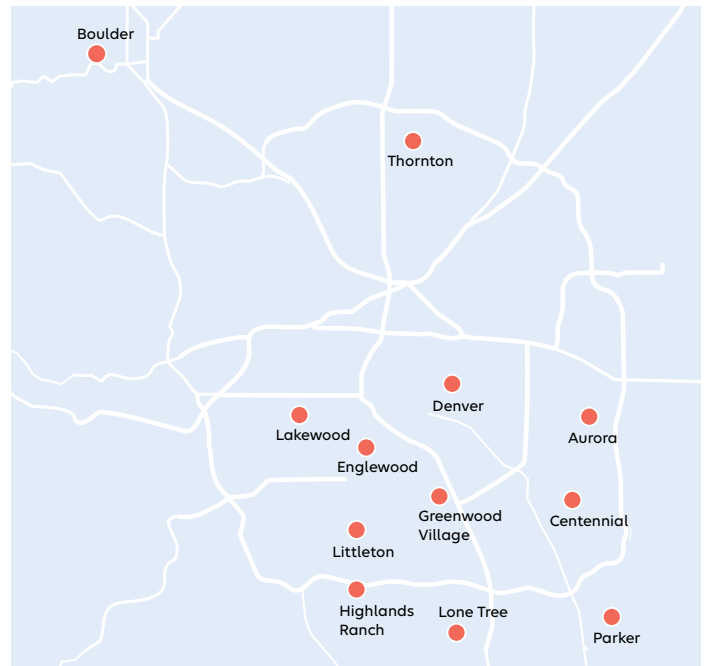 Boulder
Thornton
Denver
Lakewood
Aurora
Englewood
Greenwood
Village
Centennial
Littleton
Highlands
Ranch
Lone Tree
Parker